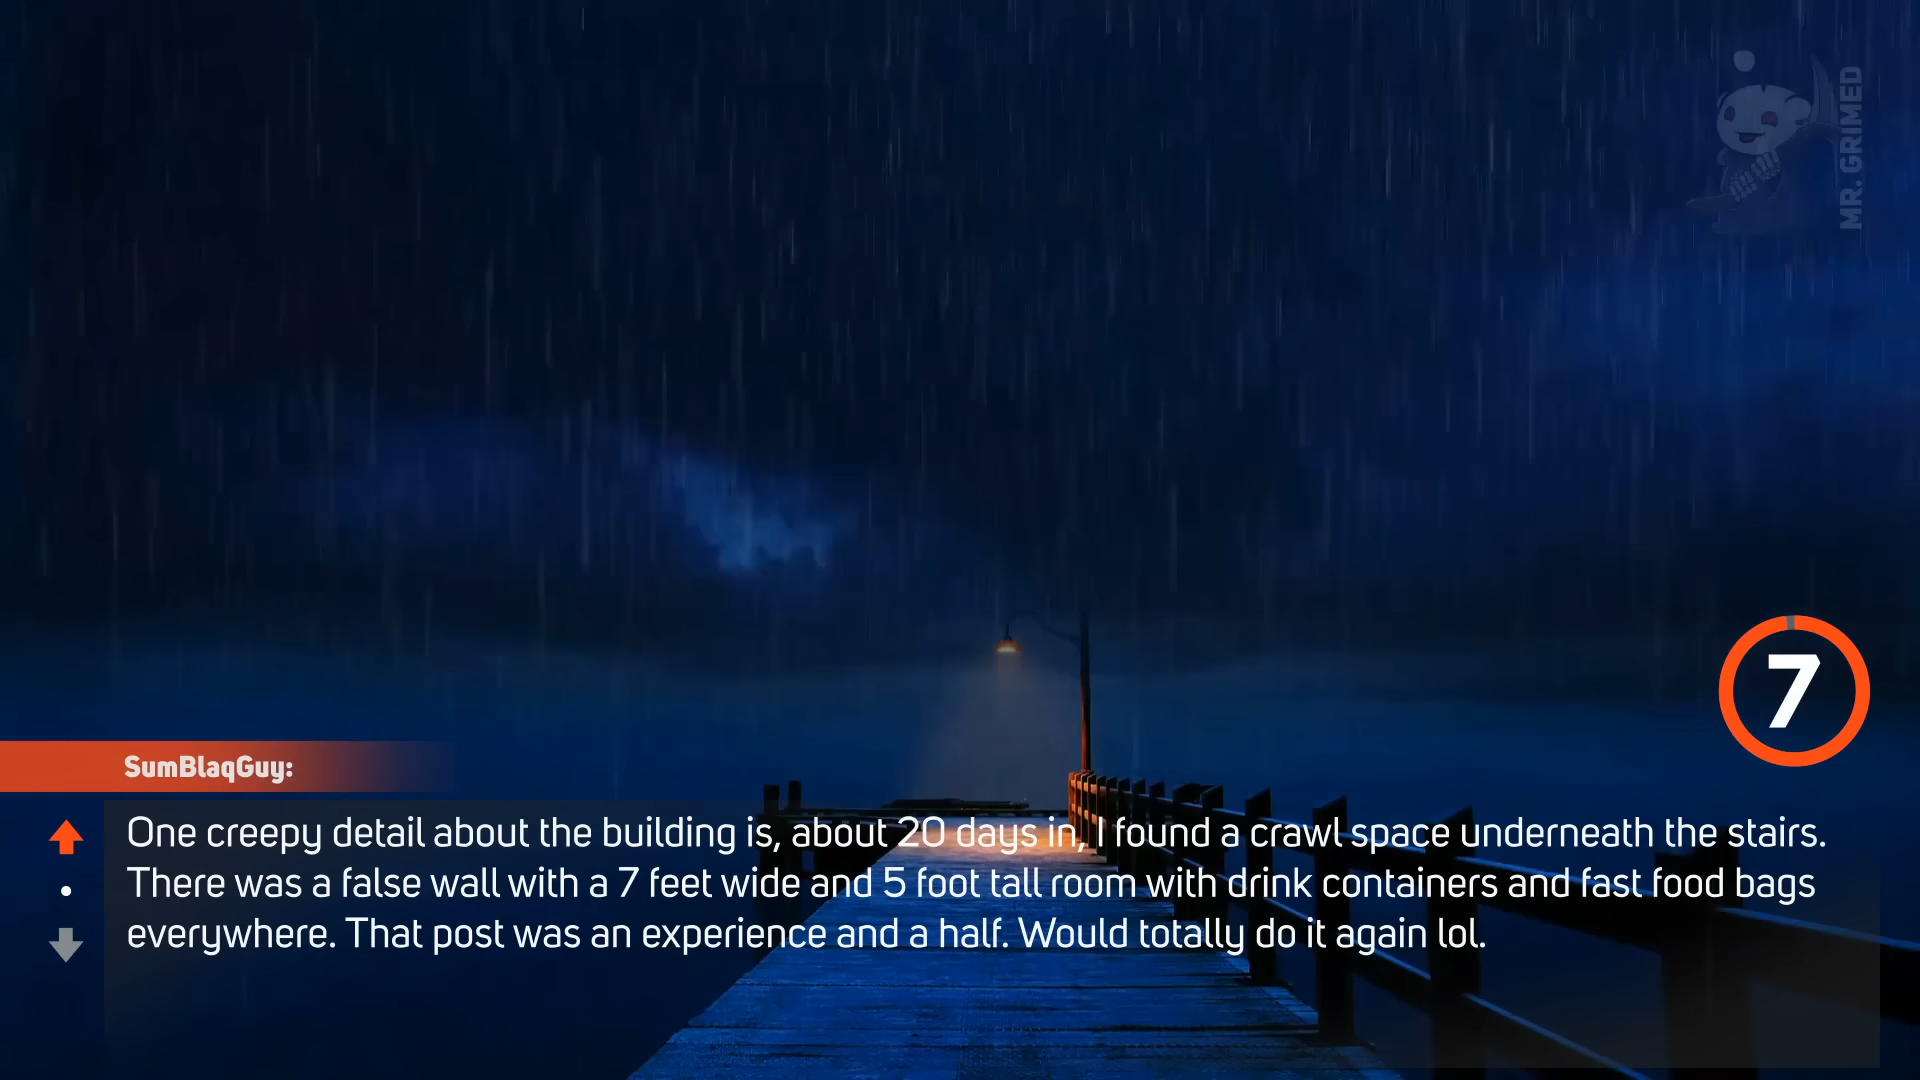 MR. GRIMED
7
SumBlaqGuy:
One creepy detail about the building is, about 20 days in, I found a crawl space underneath the stairs.
There was a false wall with a 7 feet wide and 5 foot tall room with drink containers and fast food bags
everywhere. That post was an experience and a half. Would totally do it again lol.